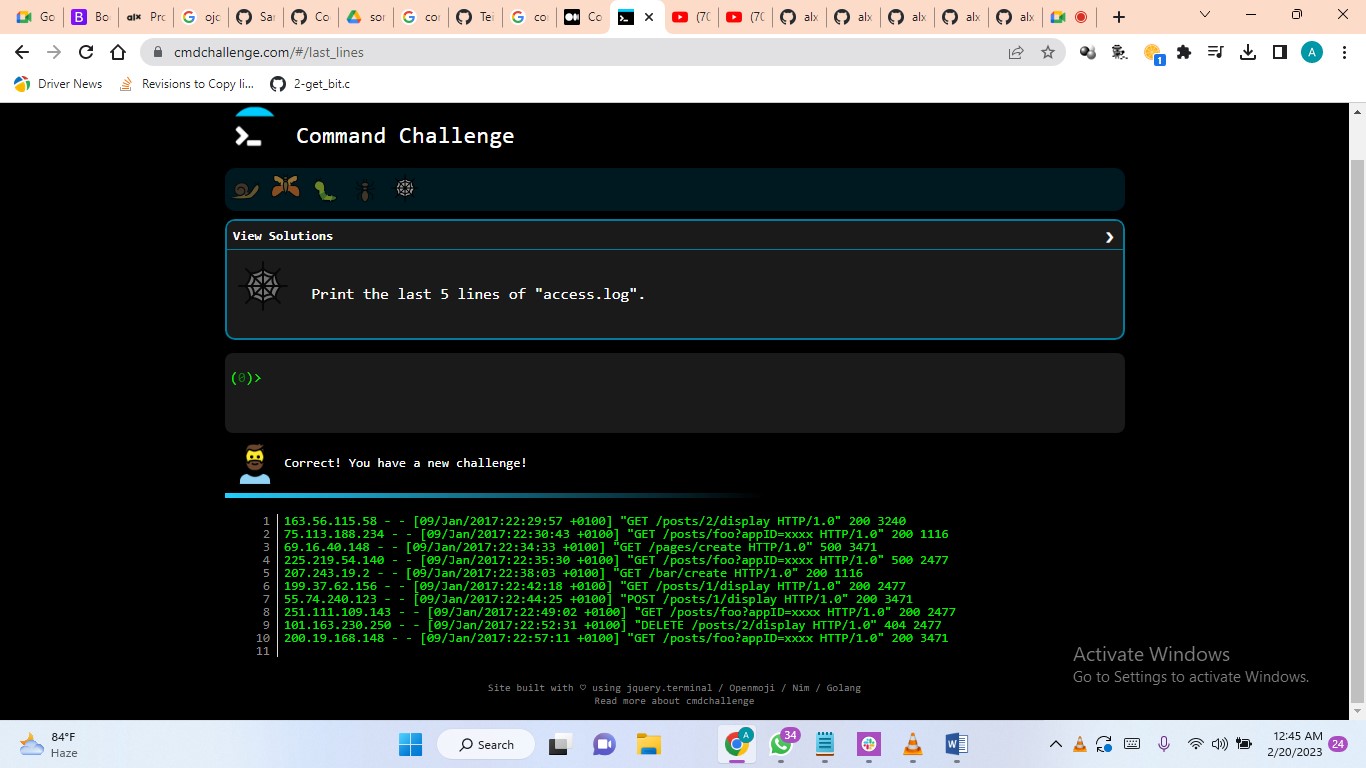 Go
Bo
alx Pro
ojo
Sai
Co
sor
cor
Tei
cor
Co
(70
(70
alx
alx
alx
alx
alx
cmdchallenge.com/#/last_lines
1
A
Driver News
Revisions to Copy li...
2-get_bit.c
Command Challenge
View Solutions
Print the last 5 lines of "access.log".
(0)>
Correct! You have a new challenge!
1 163.56.115.58 - - [09/Jan/2017:22:29:57 +0100] "GET /posts/2/display HTTP/1.0" 200 3240
2 75.113.188.234 - - [09/Jan/2017:22:30:43 +0100] "GET /posts/foo?appID=xxxx HTTP/1.0" 200 1116
3 69.16.40.148 - - [09/Jan/2017:22:34:33 +0100] "GET /pages/create HTTP/1.0" 500 3471
4 225.219.54.140 - - [09/Jan/2017:22:35:30 +0100] "GET /posts/foo?appID=xxxx HTTP/1.0" 500 2477
5 207.243.19.2 - - [09/Jan/2017:22:38:03 +0100] "GET /bar/create HTTP/1.0" 200 1116
6 199.37.62.156 - - [09/Jan/2017:22:42:18 +0100] "GET /posts/1/display HTTP/1.0" 200 2477
7 55.74.240.123 - - [09/Jan/2017:22:44:25 +0100] "POST /posts/1/display HTTP/1.0" 200 3471
8 251.111.109.143 - - [09/Jan/2017:22:49:02 +0100] "GET /posts/foo?appID=xxxx HTTP/1.0" 200 2477
9 101.163.230.250 - - [09/Jan/2017:22:52:31 +0100] "DELETE /posts/2/display HTTP/1.0" 404 2477
10 200.19.168.148 - - [09/Jan/2017:22:57:11 +0100] "GET /posts/foo?appID=xxxx HTTP/1.0" 200 3471
11
Activate Windows
Go to Settings to activate Windows.
Site built with ♡ using jquery.terminal / Openmoji / Nim / Golang
Read more about cmdchallenge
84°F
Haze
Search
A
34
12:45 AM
2/20/2023
24